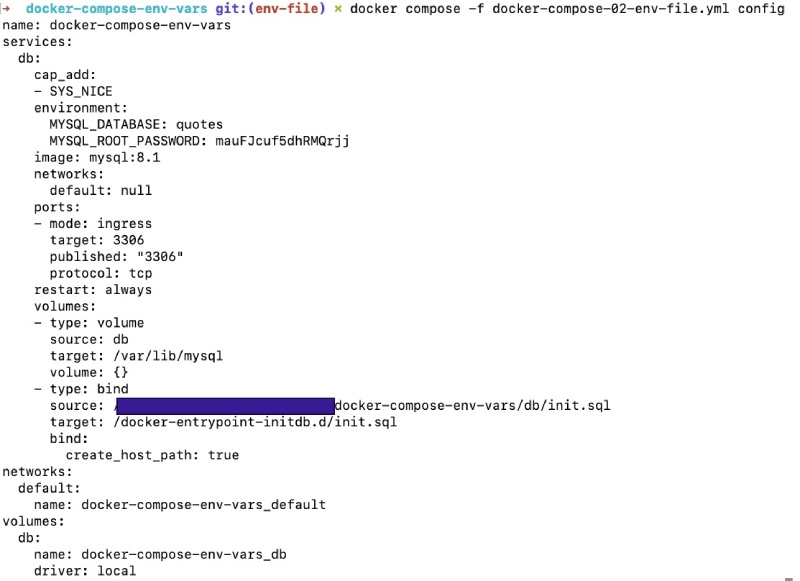 → docker-compose-env-vars git:(env-file) × docker compose -f docker-compose-02-env-file.yml config
name: docker-compose-env-vars
services:
  db:
    cap_add:
    - SYS_NICE
    environment:
      MYSQL_DATABASE: quotes
      MYSQL_ROOT_PASSWORD: mauFJcuf5dhRMQrjj
    image: mysql:8.1
    networks:
      default: null
    ports:
    - mode: ingress
      target: 3306
      published: "3306"
      protocol: tcp
    restart: always
    volumes:
    - type: volume
      source: db
      target: /var/lib/mysql
      volume: {}
    - type: bind
      source: /docker-compose-env-vars/db/init.sql
      target: /docker-entrypoint-initdb.d/init.sql
      bind:
        create_host_path: true
networks:
  default:
    name: docker-compose-env-vars_default
volumes:
  db:
    name: docker-compose-env-vars_db
    driver: local